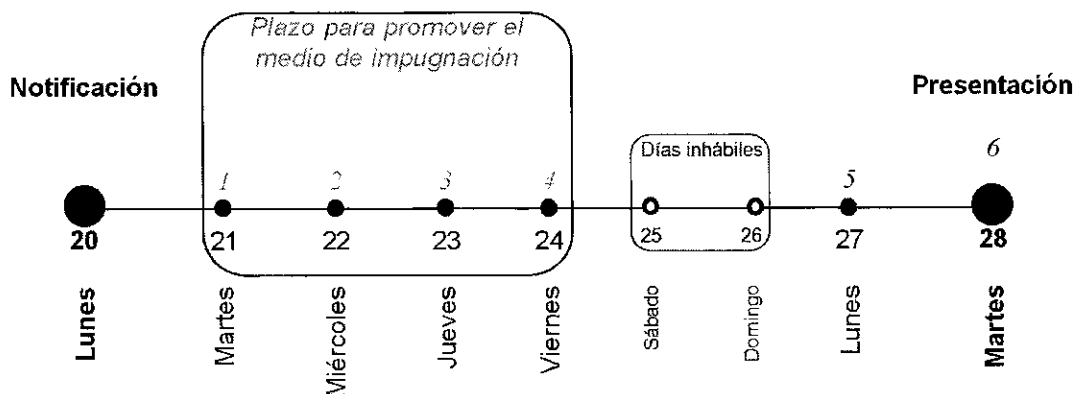 Plazo para promover el
medio de impugnación
Notificación
Presentación
Días inhábiles
1 2 3 4 5 6
20 21 22 23 24 25 26 27 28
Lunes Martes Miércoles Jueves Viernes Sábado Domingo Lunes Martes